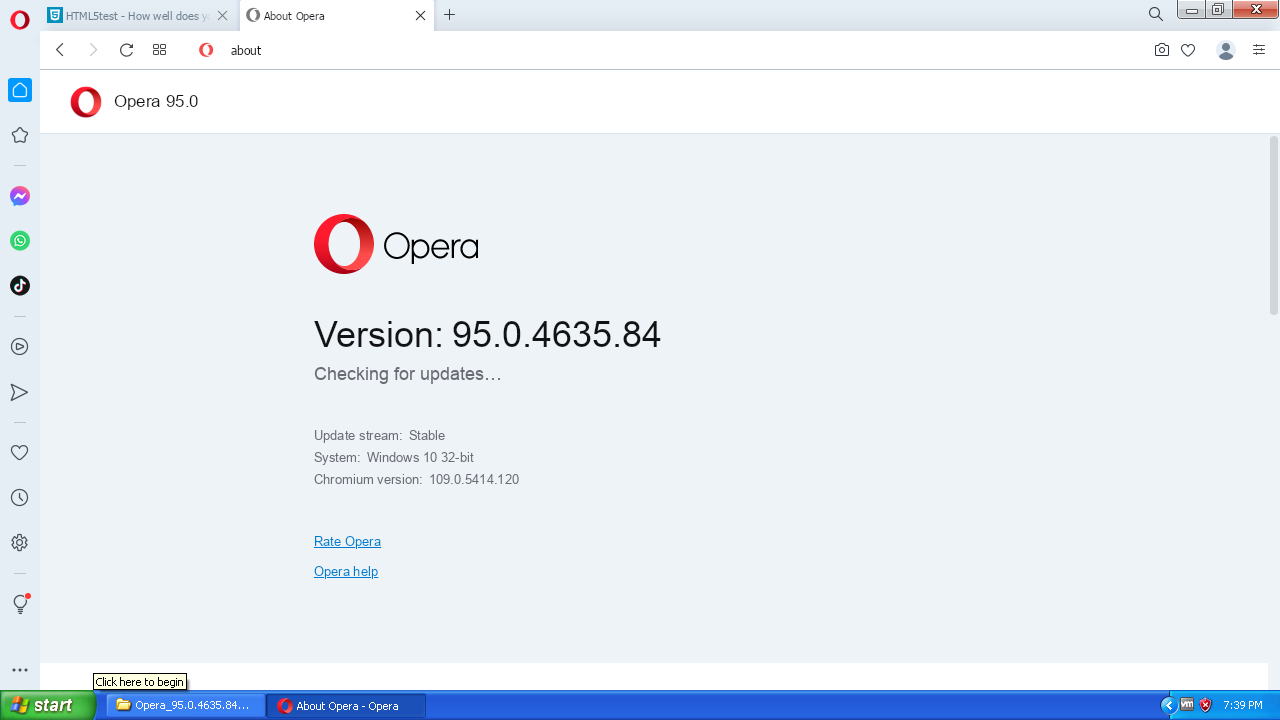 HTML5test - How well does y
About Opera
about
Opera 95.0
Opera
Version: 95.0.4635.84
Checking for updates…
Update stream: Stable
System: Windows 10 32-bit
Chromium version: 109.0.5414.120
Rate Opera
Opera help
Click here to begin
start
Opera_95.0.4635.84...
About Opera - Opera
vm
7:39 PM